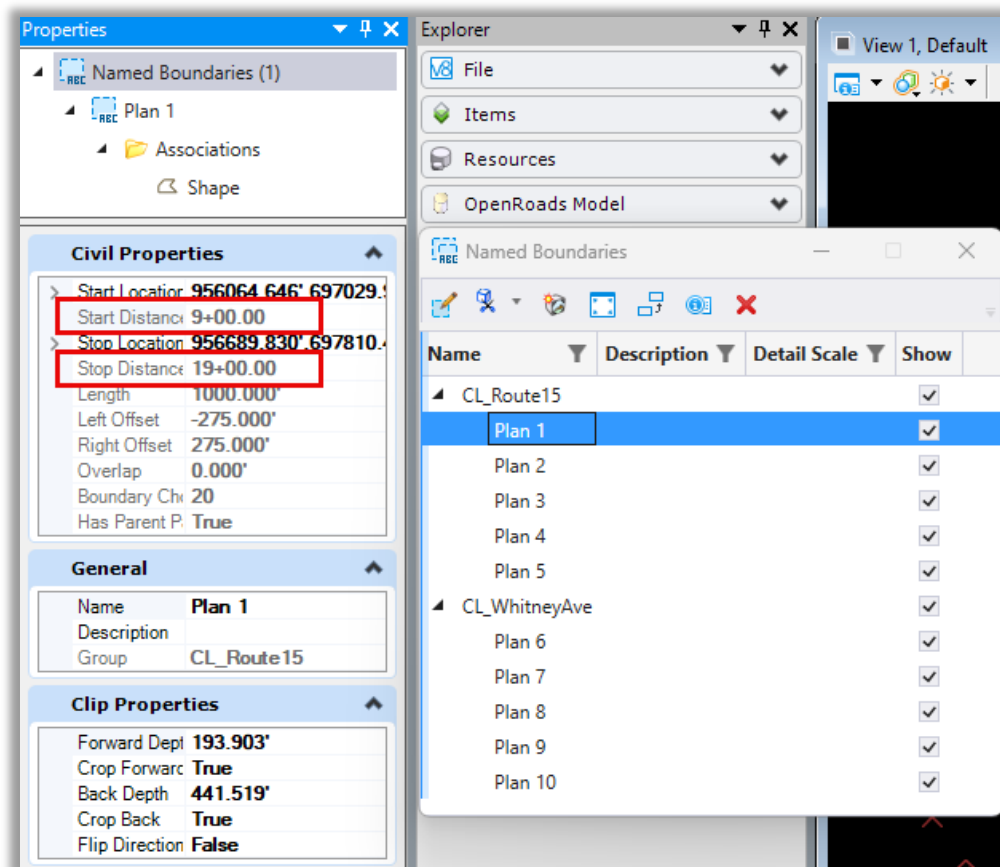 Properties
Named Boundaries (1)
Plan 1
Associations
Shape
Civil Properties
Start Location 956064.646',697029.
Start Distance 9+00.00
Stop Location 956689.830',697810.
Stop Distance 19+00.00
Length 1000.000'
Left Offset -275.000'
Right Offset 275.000'
Overlap 0.000'
Boundary Cho 20
Has Parent P. True
General
Name Plan 1
Description
Group CL_Route15
Clip Properties
Forward Dept 193.903'
Crop Forward True
Back Depth 441.519'
Crop Back True
Flip Direction False
Explorer
File
Items
Resources
OpenRoads Model
Named Boundaries
Name Description Detail Scale Show
CL_Route15
Plan 1
Plan 2
Plan 3
Plan 4
Plan 5
CL_WhitneyAve
Plan 6
Plan 7
Plan 8
Plan 9
Plan 10
View 1, Default